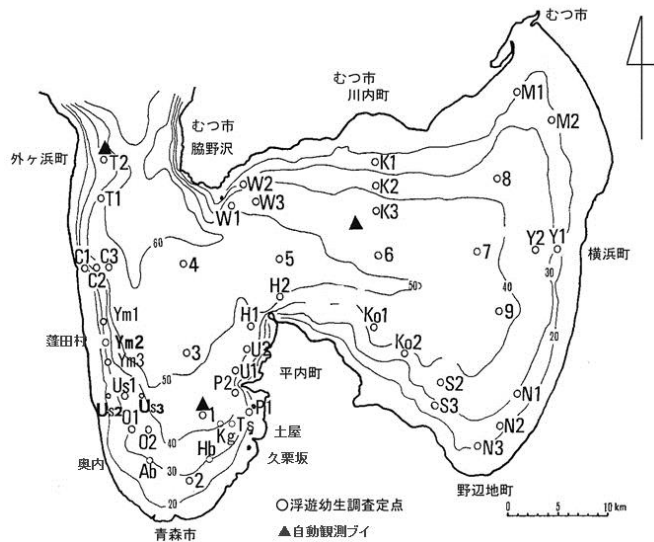 むつ市
むつ市
川内町
むつ市
脇野沢
外ヶ浜町
M1
M2
T2
K1
K2
K3
8
W2
W3
W1
T1
60
C1
C3
C2
4
5
6
7
Y2
Y1
横浜町
50
40
30
20
H2
H1
Ko1
9
Ym1
Ym2
Ym3
蓬田村
3
U2
U1
Ko2
平内町
50
P2
S2
S3
N1
Us1
Us2
Us3
1
P1
土屋
O1
O2
40
Kg
Ts
N2
N3
奥内
Ab
30
Hb
久栗坂
2
20
野辺地町
青森市
○浮遊幼生調査定点
▲自動観測ブイ
0
5
10 km